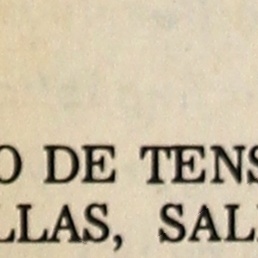 O DE TENS
LLAS, SAL